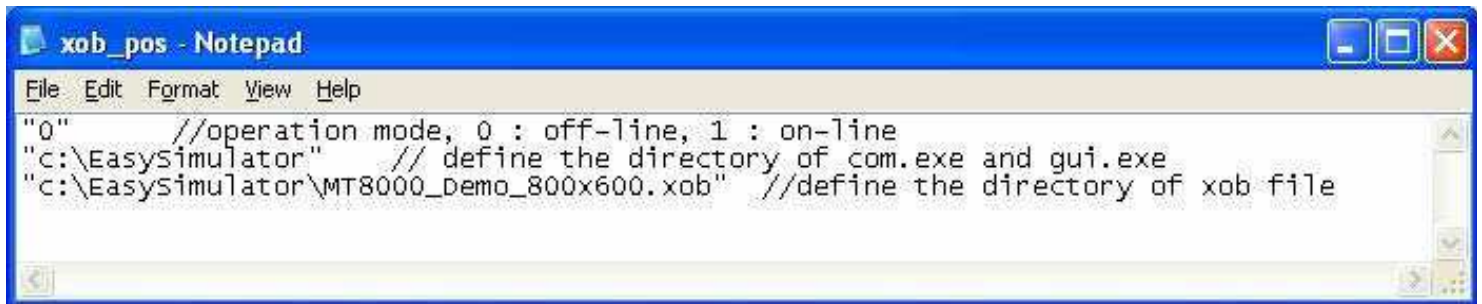 xob_pos - Notepad
File Edit Format View Help
"0" //operation mode, 0 : off-line, 1 : on-line
"c:\EasySimulator" // define the directory of com.exe and gui.exe
"c:\EasySimulator\MT8000_Demo_800x600.xob" //define the directory of xob file